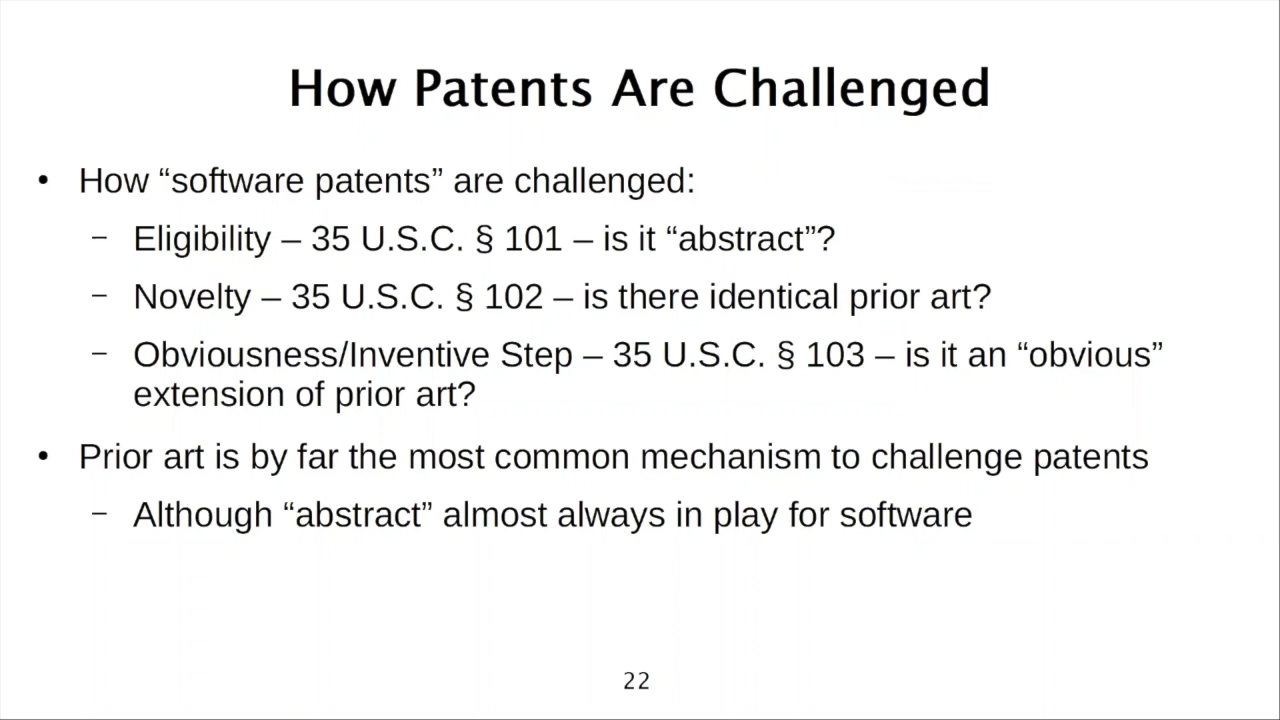 How Patents Are Challenged
• How “software patents” are challenged:
– Eligibility – 35 U.S.C. § 101 – is it “abstract”?
– Novelty – 35 U.S.C. § 102 – is there identical prior art?
– Obviousness/Inventive Step – 35 U.S.C. § 103 – is it an “obvious”
extension of prior art?
• Prior art is by far the most common mechanism to challenge patents
– Although “abstract” almost always in play for software
22